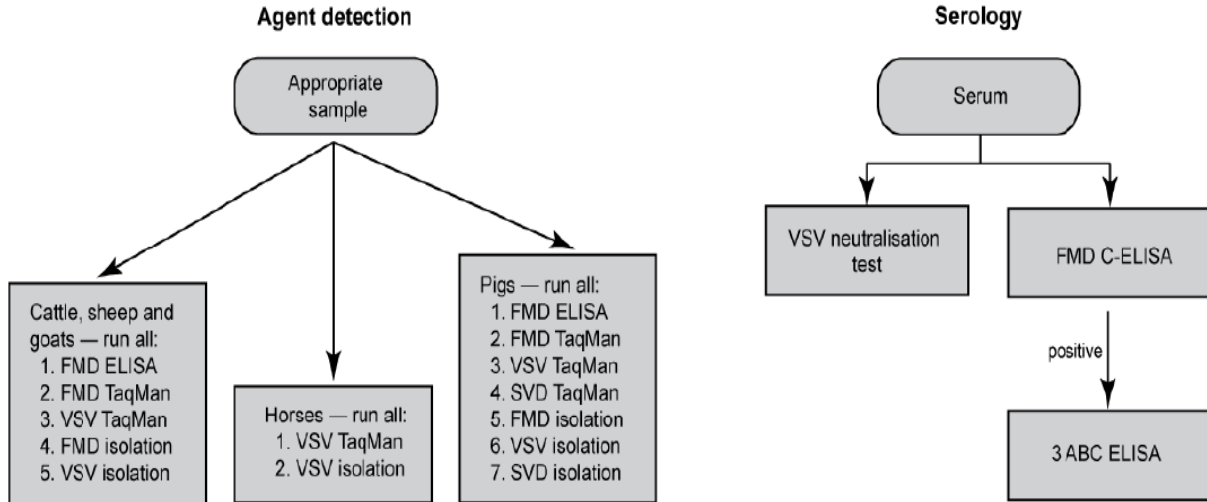 Agent detection
Appropriate
sample
Cattle, sheep and
goats — run all:
1. FMD ELISA
2. FMD TaqMan
3. VSV TaqMan
4. FMD isolation
5. VSV isolation
Horses — run all:
1. VSV TaqMan
2. VSV isolation
Pigs — run all:
1. FMD ELISA
2. FMD TaqMan
3. VSV TaqMan
4. SVD TaqMan
5. FMD isolation
6. VSV isolation
7. SVD isolation
Serology
Serum
VSV neutralisation
test
FMD C-ELISA
positive
3 ABC ELISA